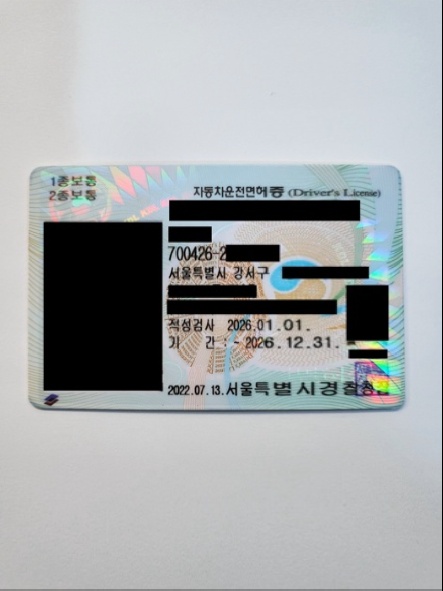 1종보통
2종보통
자동차운전면허증 (Driver's License)
700426-2
서울특별시 강서구
적성검사 2026.01.01.
기 간 : ~ 2026.12.31.
2022.07.13. 서울특별시경찰청장